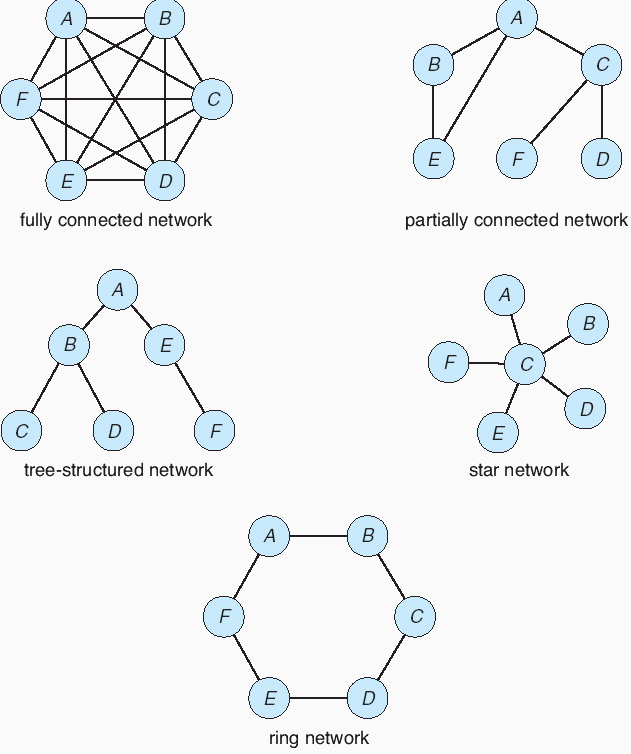 A B
F C
E D
fully connected network
A
B C
E F D
partially connected network
A
B E
C D F
tree-structured network
A
B
F C
D
E
star network
A B
F C
E D
ring network